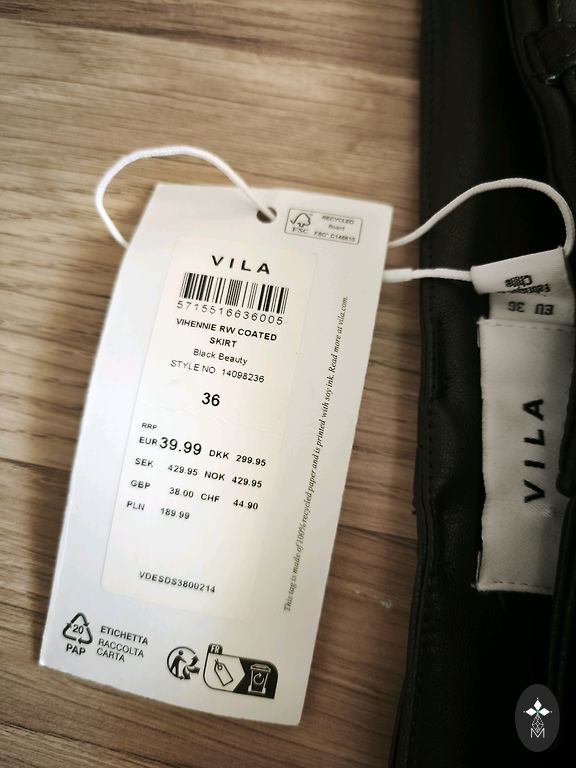 RECYCLED
Board
FSC
FSC® C148810
VILA
5715516636005
VIHENNIE RW COATED
SKIRT
Black Beauty
STYLE NO. 14098236
36
RRP
EUR 39.99 DKK 299.95
SEK 429.95 NOK 429.95
GBP 38.00 CHF 44.90
PLN 189.99
VDESDS3800214
This tag is made of 100% recycled paper and is printed with soy ink. Read more at vila.com.
20
PAP
ETICHETTA
RACCOLTA
CARTA
FR
EU 36
VILA
M